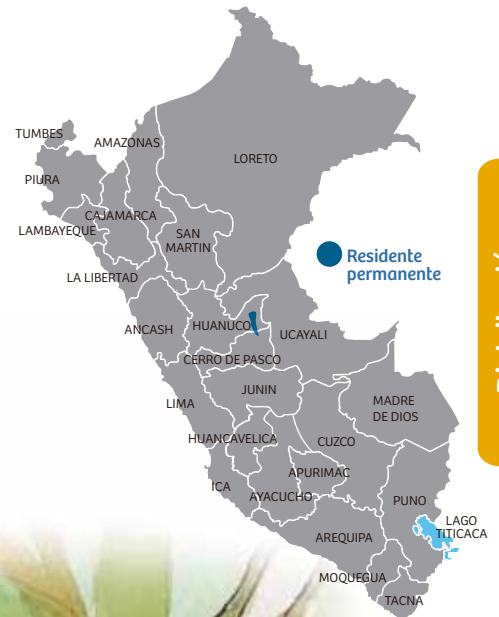 TUMBES
AMAZONAS
LORETO
PIURA
CAJAMARCA
LAMBAYEQUE
SAN
MARTIN
Residente
permanente
LA LIBERTAD
ANCASH
HUANUCO
UCAYALI
CERRO DE PASCO
JUNIN
LIMA
MADRE
DE DIOS
HUANCAVELICA
CUZCO
APURIMAC
ICA
AYACUCHO
PUNO
LAGO
TITICACA
AREQUIPA
MOQUEGUA
TACNA